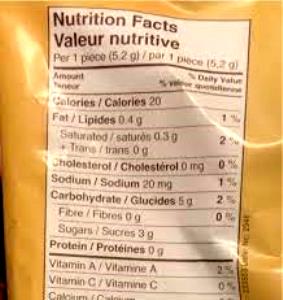 Nutrition Facts
Valeur nutritive
Per 1 piece (5.2 g) / par 1 pièce (5,2 g)
Amount % Daily Value
Teneur % valeur quotidienne
Calories / Calories 20
Fat / Lipides 0.4 g 1 %
Saturated / saturés 0.3 g
+ Trans / trans 0 g 2 %
Cholesterol / Cholestérol 0 mg 0 %
Sodium / Sodium 20 mg 1 %
Carbohydrate / Glucides 5 g 2 %
Fibre / Fibres 0 g 0 %
Sugars / Sucres 3 g
Protein / Protéines 0 g
Vitamin A / Vitamine A 2 %
Vitamin C / Vitamine C 0 %
Calcium / Calcium